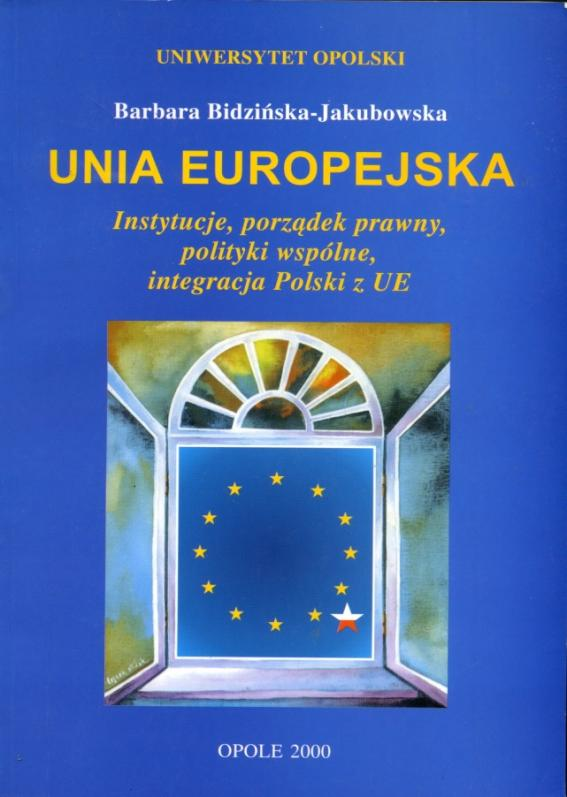 UNIWERSYTET OPOLSKI
Barbara Bidzińska-Jakubowska
UNIA EUROPEJSKA
Instytucje, porządek prawny,
polityki wspólne,
integracja Polski z UE
OPOLE 2000